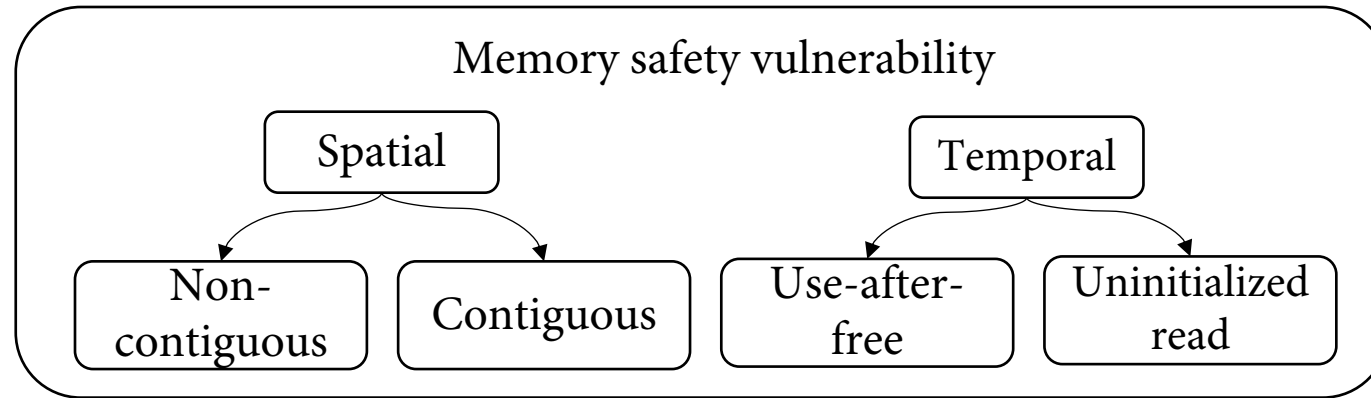 Memory safety vulnerability
Spatial
Temporal
Non-
contiguous
Contiguous
Use-after-
free
Uninitialized
read